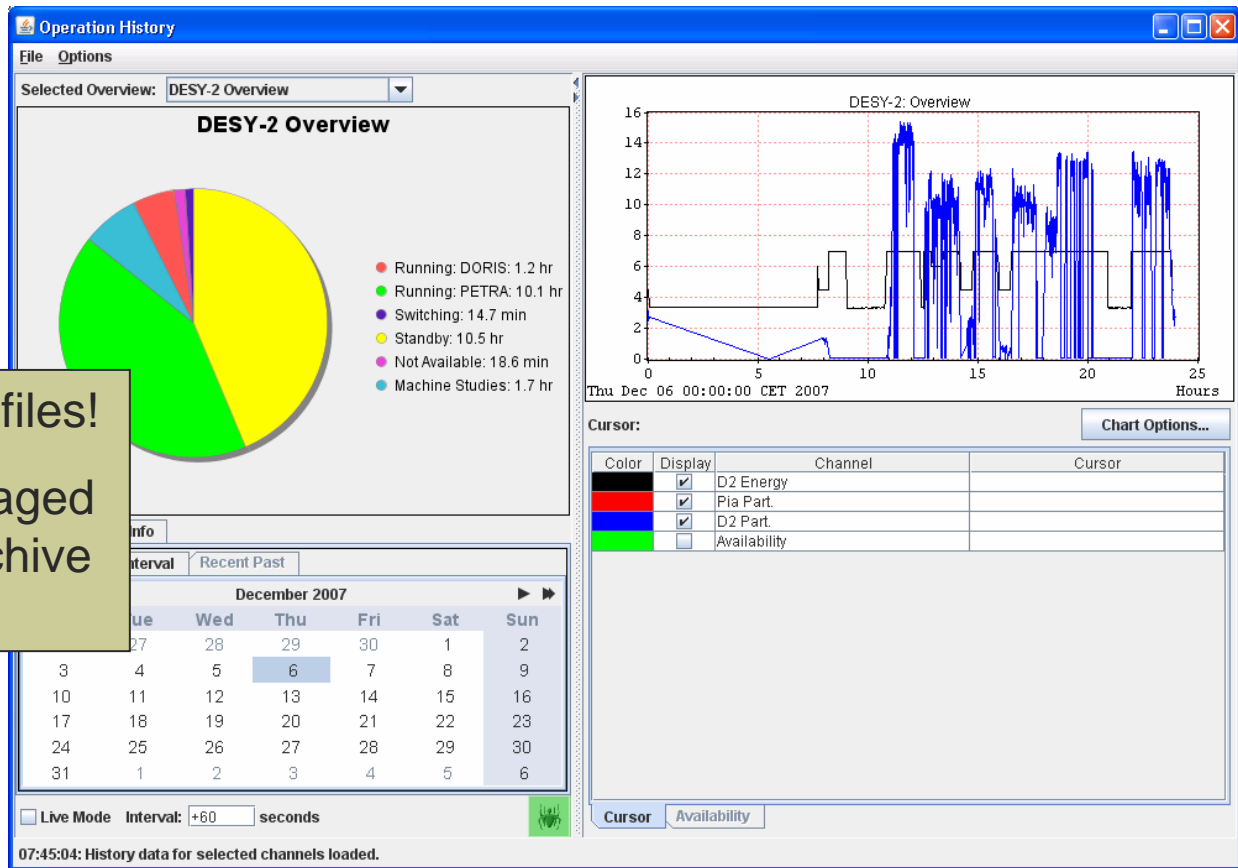 Operation History
File Options
Selected Overview: DESY-2 Overview
DESY-2 Overview
Running: DORIS: 1.2 hr
Running: PETRA: 10.1 hr
Switching: 14.7 min
Standby: 10.5 hr
Not Available: 18.6 min
Machine Studies: 1.7 hr
files!
aged
chive
Info
nterval Recent Past
December 2007
ue Wed Thu Fri Sat Sun
27 28 29 30 1 2
3 4 5 6 7 8 9
10 11 12 13 14 15 16
17 18 19 20 21 22 23
24 25 26 27 28 29 30
31 1 2 3 4 5 6
Live Mode Interval: +60 seconds
DESY-2: Overview
16
14
12
10
8
6
4
2
0
0 5 10 15 20 25
Thu Dec 06 00:00:00 CET 2007 Hours
Cursor: Chart Options...
Color Display Channel Cursor
D2 Energy
Pia Part.
D2 Part.
Availability
Cursor Availability
07:45:04: History data for selected channels loaded.